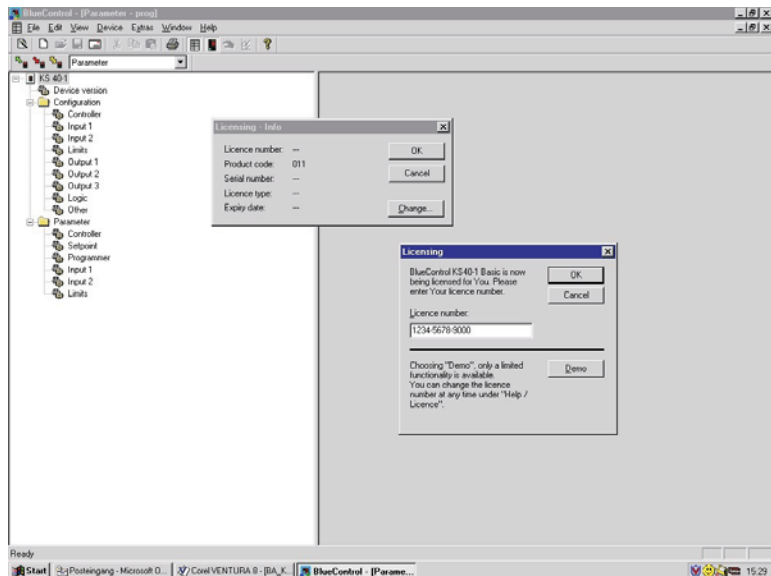 BlueControl - [Parameter - prog]
File Edit View Device Extras Window Help
Parameter
KS 40-1
Device version
Configuration
Controller
Input 1
Input 2
Limits
Output 1
Output 2
Output 3
Logic
Other
Parameter
Controller
Setpoint
Programmer
Input 1
Input 2
Limits
Licensing - Info
Licence number: --
Product code: 011
Serial number: --
Licence type: --
Expiry date: --
OK
Cancel
Change...
Licensing
BlueControl KS40-1 Basic is now
being licensed for You. Please
enter Your licence number.
OK
Cancel
Licence number:
1234-5678-9000
Choosing "Demo", only a limited
functionality is available.
You can change the licence
number at any time under "Help /
Licence".
Demo
Ready
Start Posteingang - Microsoft O... Corel VENTURA 8 - [BA_K... BlueControl - [Parame... 15:29